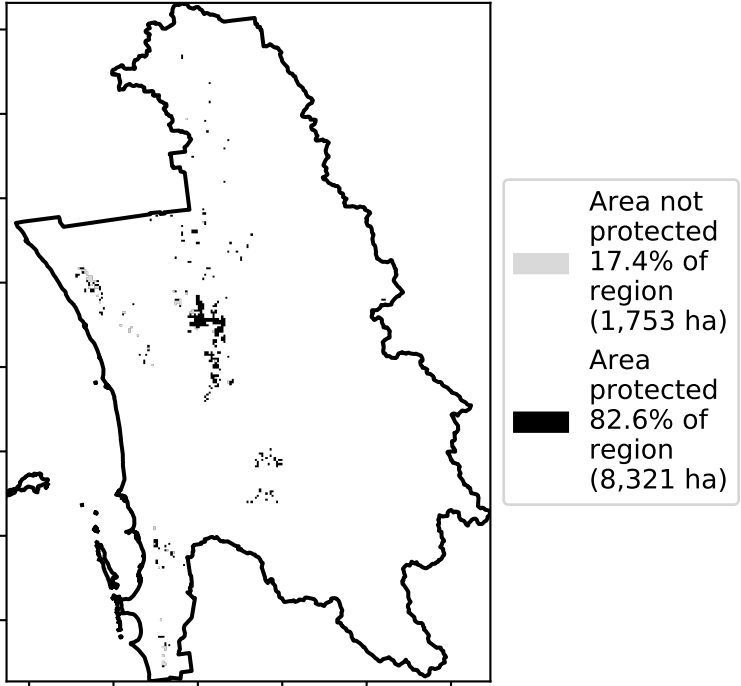 Area not
protected
17.4% of
region
(1,753 ha)
Area
protected
82.6% of
region
(8,321 ha)